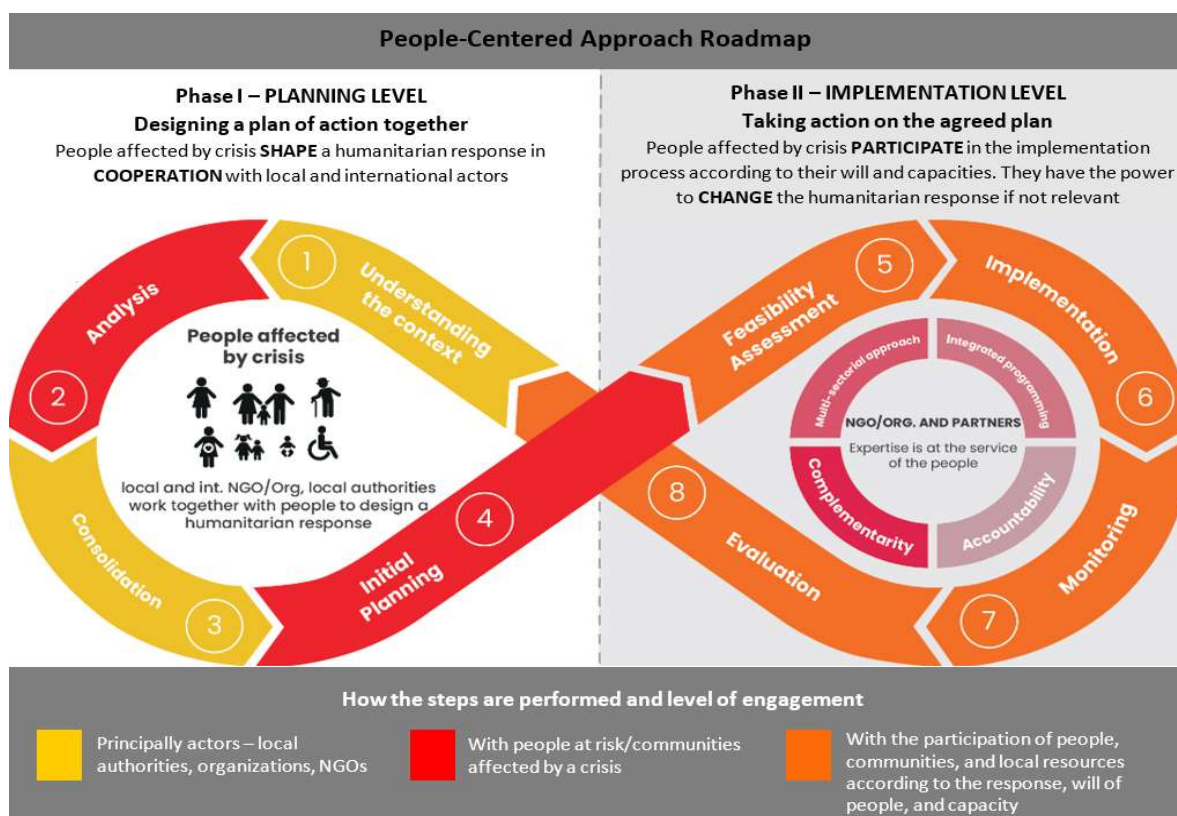 People-Centered Approach Roadmap
Phase I – PLANNING LEVEL
Designing a plan of action together
People affected by crisis SHAPE a humanitarian response in
COOPERATION with local and international actors
Phase II – IMPLEMENTATION LEVEL
Taking action on the agreed plan
People affected by crisis PARTICIPATE in the implementation
process according to their will and capacities. They have the power
to CHANGE the humanitarian response if not relevant
1
Understanding
the context
2
Analysis
3
Consolidation
4
Initial
Planning
People affected
by crisis
local and int. NGO/Org, local authorities
work together with people to design a
humanitarian response
5
Feasibility
Assessment
6
Implementation
7
Monitoring
8
Evaluation
Multi-sectorial approach
Integrated programming
Complementarity
Accountability
NGO/ORG. AND PARTNERS
Expertise is at the service
of the people
How the steps are performed and level of engagement
Principally actors – local
authorities, organizations, NGOs
With people at risk/communities
affected by a crisis
With the participation of people,
communities, and local resources
according to the response, will of
people, and capacity